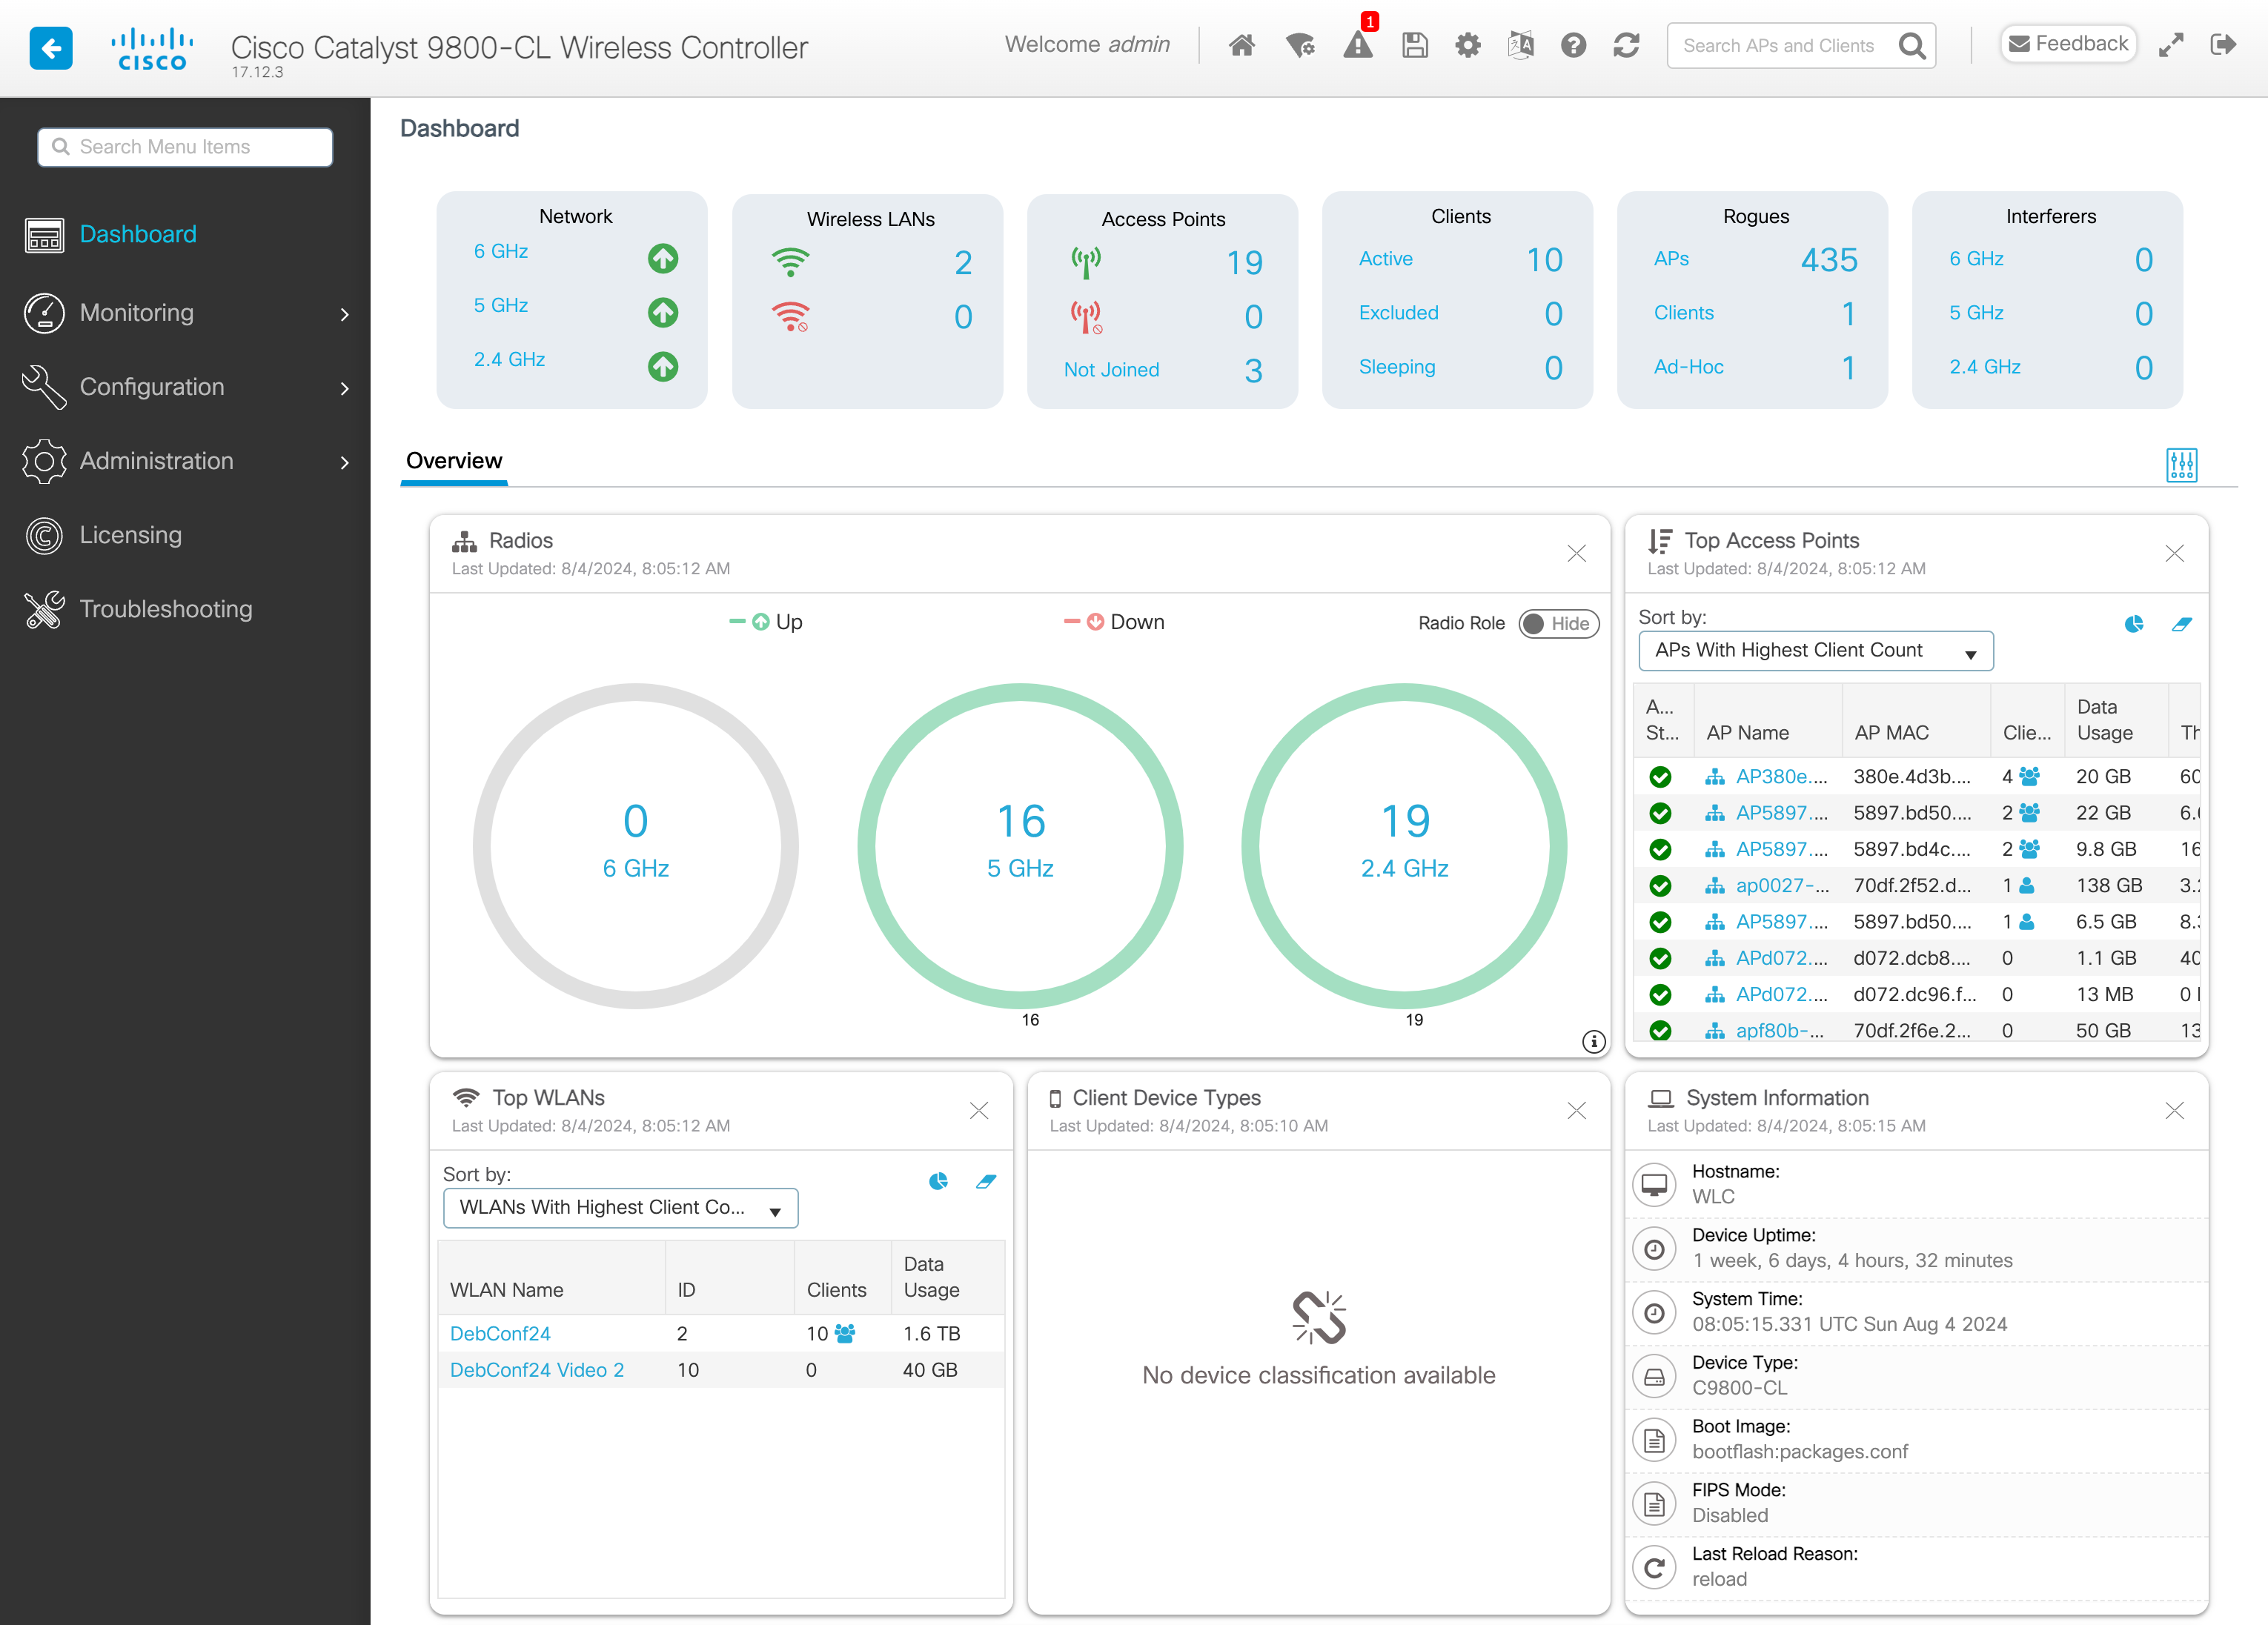 CISCO
Cisco Catalyst 9800-CL Wireless Controller
17.12.3
Welcome admin
1
Search APs and Clients
Feedback
Search Menu Items
Dashboard
Monitoring
Configuration
Administration
Licensing
Troubleshooting
Dashboard
Network
6 GHz
5 GHz
2.4 GHz
Wireless LANs
2
0
Access Points
19
0
Not Joined 3
Clients
Active 10
Excluded 0
Sleeping 0
Rogues
APs 435
Clients 1
Ad-Hoc 1
Interferers
6 GHz 0
5 GHz 0
2.4 GHz 0
Overview
Radios
Last Updated: 8/4/2024, 8:05:12 AM
Up Down Radio Role Hide
0
6 GHz
16
5 GHz
16
19
2.4 GHz
19
Top Access Points
Last Updated: 8/4/2024, 8:05:12 AM
Sort by:
APs With Highest Client Count
A... St... AP Name AP MAC Clie... Data Usage Th
AP380e.... 380e.4d3b.... 4 20 GB 60
AP5897.... 5897.bd50.... 2 22 GB 6.
AP5897.... 5897.bd4c.... 2 9.8 GB 16
ap0027-... 70df.2f52.d... 1 138 GB 3.
AP5897.... 5897.bd50.... 1 6.5 GB 8.
APd072.... d072.dcb8.... 0 1.1 GB 40
APd072.... d072.dc96.f... 0 13 MB 0
apf80b-... 70df.2f6e.2... 0 50 GB 13
Top WLANs
Last Updated: 8/4/2024, 8:05:12 AM
Sort by:
WLANs With Highest Client Co...
WLAN Name ID Clients Data Usage
DebConf24 2 10 1.6 TB
DebConf24 Video 2 10 0 40 GB
Client Device Types
Last Updated: 8/4/2024, 8:05:10 AM
No device classification available
System Information
Last Updated: 8/4/2024, 8:05:15 AM
Hostname:
WLC
Device Uptime:
1 week, 6 days, 4 hours, 32 minutes
System Time:
08:05:15.331 UTC Sun Aug 4 2024
Device Type:
C9800-CL
Boot Image:
bootflash:packages.conf
FIPS Mode:
Disabled
Last Reload Reason:
reload